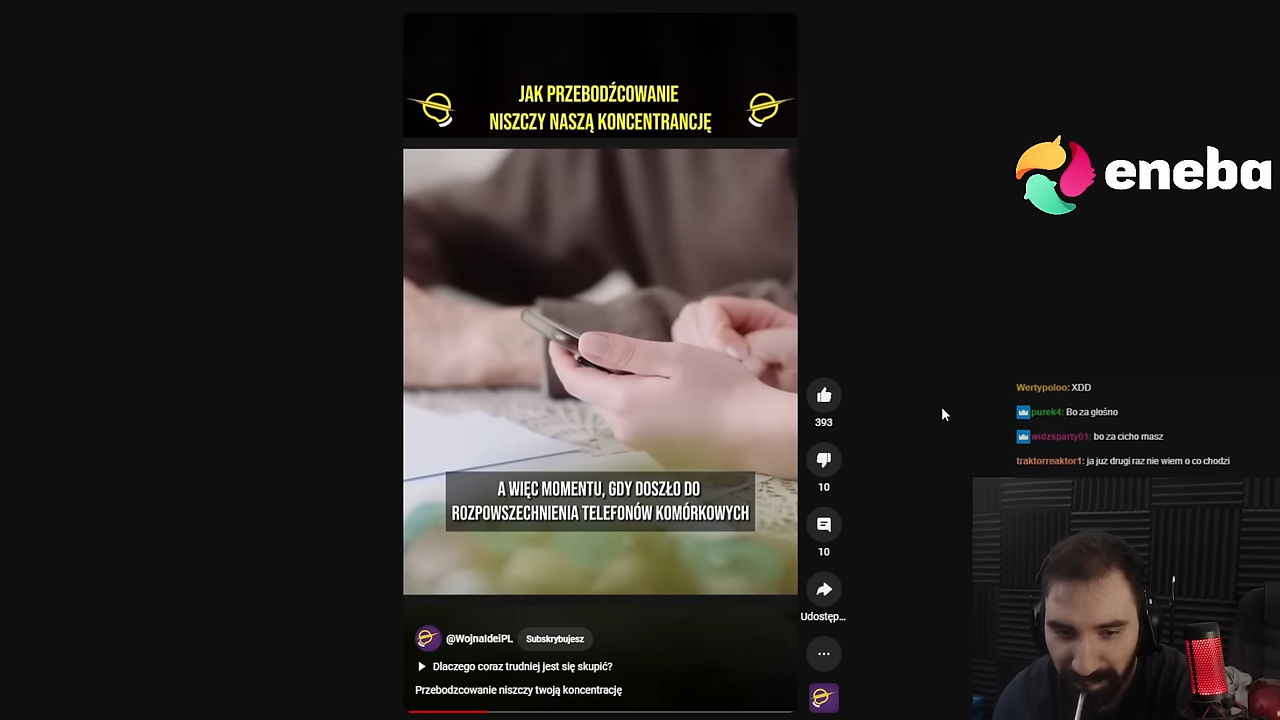 JAK PRZEBODŹCOWANIE
NISZCZY NASZĄ KONCENTRANCJĘ
A WIĘC MOMENTU, GDY DOSZŁO DO
ROZPOWSZECHNIENIA TELEFONÓW KOMÓRKOWYCH
393
10
10
Udostęp...
@WojnaIdeiPL Subskrybujesz
Dlaczego coraz trudniej jest się skupić?
Przebodzcowanie niszczy twoją koncentrację
eneba
Wertypoloo: XDD
purek4: Bo za głośno
widzsparty01: bo za cicho masz
traktorreaktor1: ja juz drugi raz nie wiem o co chodzi